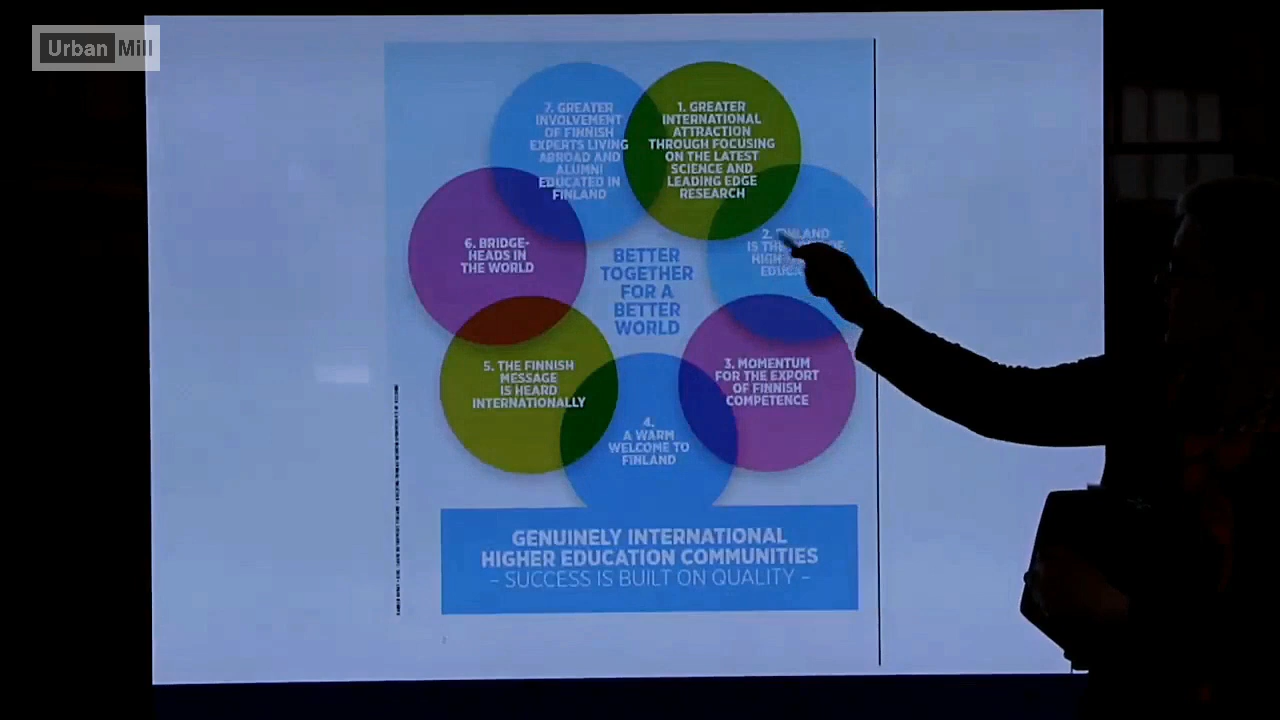 Urban Mill
7. GREATER
INVOLVEMENT
OF FINNISH
EXPERTS LIVING
ABROAD AND
ALUMNI
EDUCATED IN
FINLAND
1. GREATER
INTERNATIONAL
ATTRACTION
THROUGH FOCUSING
ON THE LATEST
SCIENCE AND
LEADING EDGE
RESEARCH
2. FINLAND
IS
6. BRIDGE-
HEADS IN
THE WORLD
BETTER
TOGETHER
FOR A
BETTER
WORLD
3. MOMENTUM
FOR THE EXPORT
OF FINNISH
COMPETENCE
5. THE FINNISH
MESSAGE
IS HEARD
INTERNATIONALLY
4.
A WARM
WELCOME TO
FINLAND
GENUINELY INTERNATIONAL
HIGHER EDUCATION COMMUNITIES
– SUCCESS IS BUILT ON QUALITY –